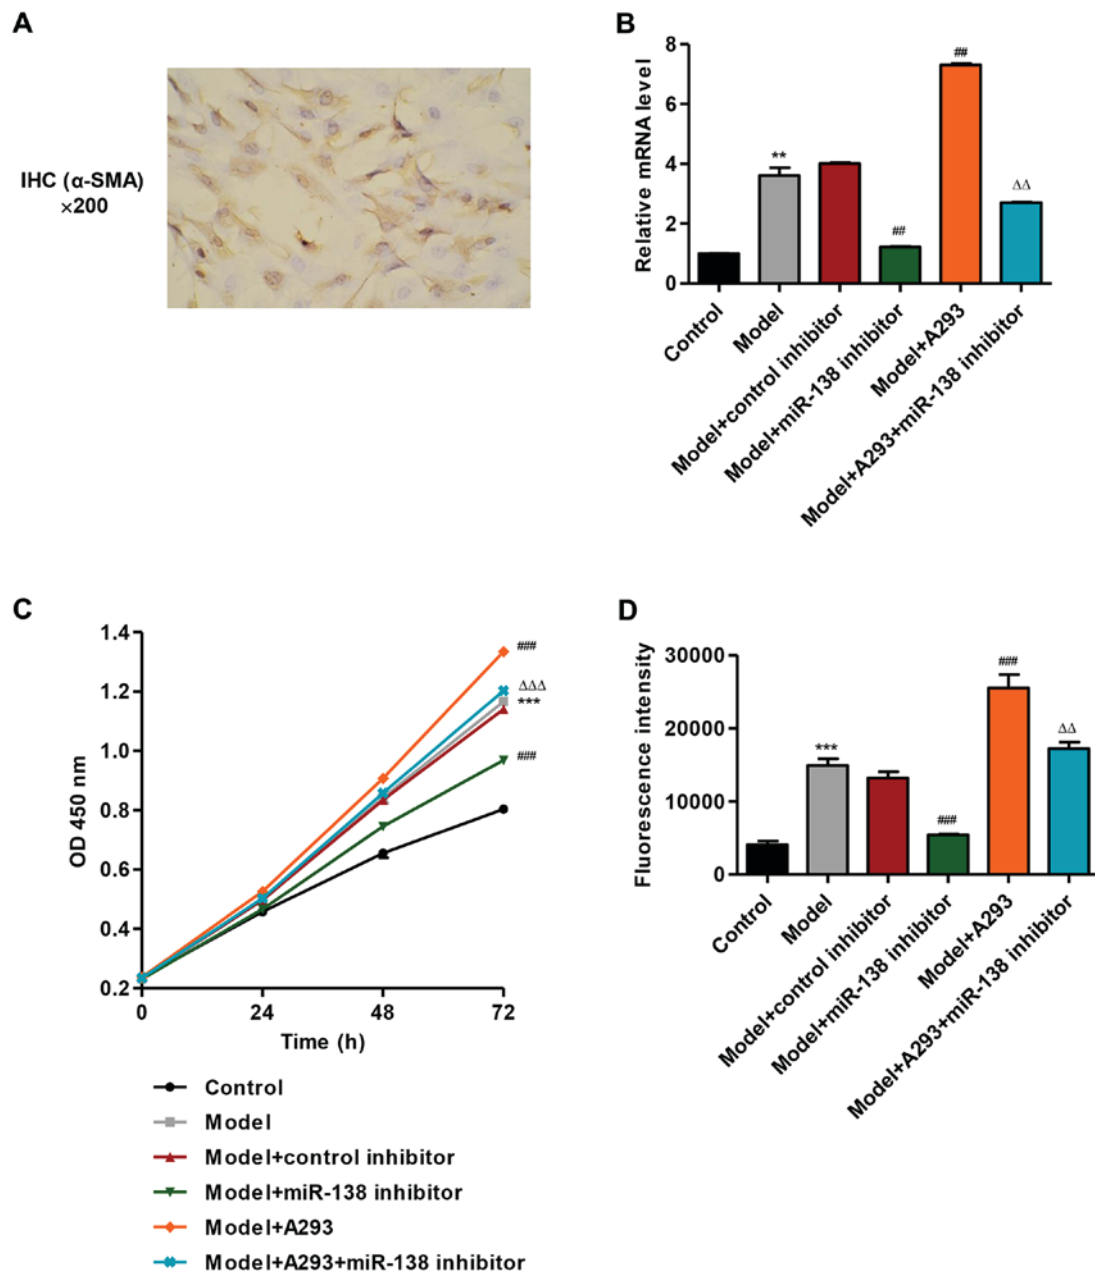 A
IHC (α-SMA)
×200
B
Relative mRNA level
8
6
4
2
0
**
##
##
ΔΔ
Control
Model
Model+control inhibitor
Model+miR-138 inhibitor
Model+A293
Model+A293+miR-138 inhibitor
C
OD 450 nm
1.4
1.2
1.0
0.8
0.6
0.4
0.2
0
24
48
72
Time (h)
###
ΔΔΔ
***
###
Control
Model
Model+control inhibitor
Model+miR-138 inhibitor
Model+A293
Model+A293+miR-138 inhibitor
D
Fluorescence intensity
30000
20000
10000
0
***
###
###
ΔΔ
Control
Model
Model+control inhibitor
Model+miR-138 inhibitor
Model+A293
Model+A293+miR-138 inhibitor